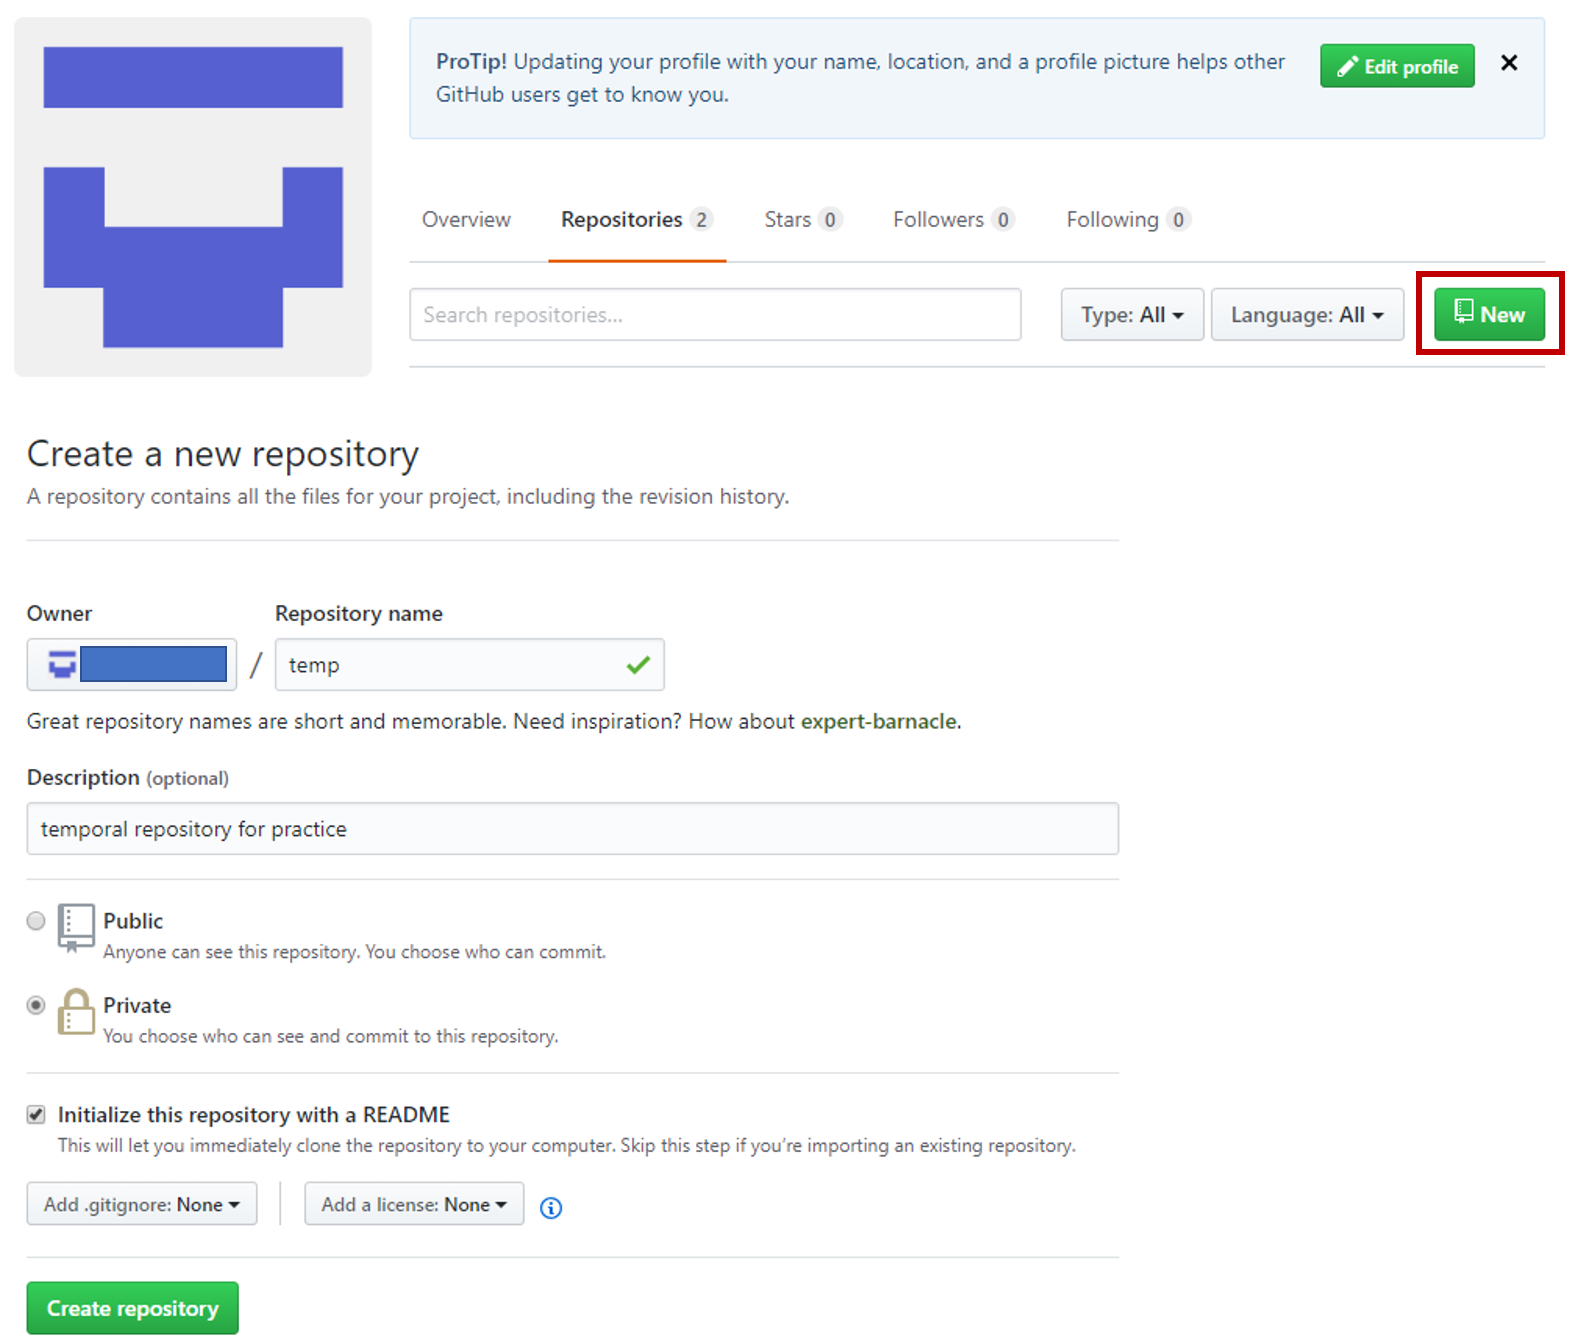 ProTip! Updating your profile with your name, location, and a profile picture helps other
GitHub users get to know you.
Edit profile
Overview Repositories 2 Stars 0 Followers 0 Following 0
Search repositories... Type: All Language: All New
Create a new repository
A repository contains all the files for your project, including the revision history.
Owner Repository name
/ temp
Great repository names are short and memorable. Need inspiration? How about expert-barnacle.
Description (optional)
temporal repository for practice
Public
Anyone can see this repository. You choose who can commit.
Private
You choose who can see and commit to this repository.
Initialize this repository with a README
This will let you immediately clone the repository to your computer. Skip this step if you’re importing an existing repository.
Add .gitignore: None Add a license: None
Create repository